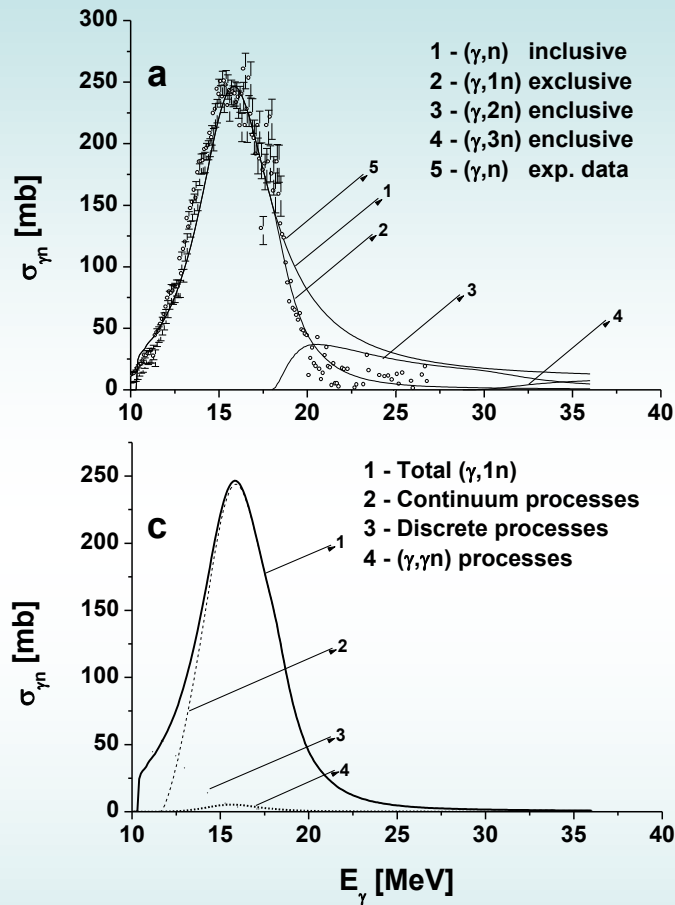 300
a
1 - (γ,n) inclusive
2 - (γ,1n) exclusive
3 - (γ,2n) enclusive
4 - (γ,3n) enclusive
5 - (γ,n) exp. data
250
200
150
100
50
0
σγn [mb]
5
1
2
3
4
10 15 20 25 30 35 40
c
1 - Total (γ,1n)
2 - Continuum processes
3 - Discrete processes
4 - (γ,γn) processes
250
200
150
100
50
0
σγn [mb]
1
2
3
4
10 15 20 25 30 35 40
Eγ [MeV]